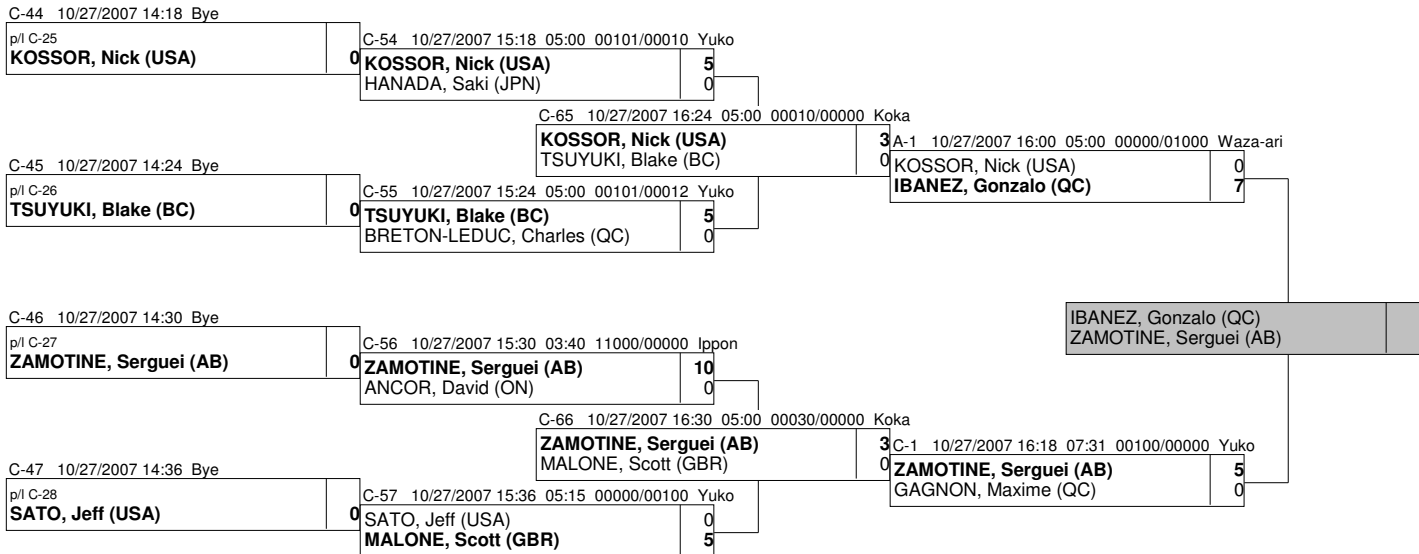 C-44 10/27/2007 14:18 Bye
p/l C-25
KOSSOR, Nick (USA) 0
C-54 10/27/2007 15:18 05:00 00101/00010 Yuko
KOSSOR, Nick (USA) 5
HANADA, Saki (JPN) 0
C-65 10/27/2007 16:24 05:00 00010/00000 Koka
KOSSOR, Nick (USA) 3
TSUYUKI, Blake (BC) 0
A-1 10/27/2007 16:00 05:00 00000/01000 Waza-ari
KOSSOR, Nick (USA) 0
IBANEZ, Gonzalo (QC) 7
C-45 10/27/2007 14:24 Bye
p/l C-26
TSUYUKI, Blake (BC) 0
C-55 10/27/2007 15:24 05:00 00101/00012 Yuko
TSUYUKI, Blake (BC) 5
BRETON-LEDUC, Charles (QC) 0
IBANEZ, Gonzalo (QC)
ZAMOTINE, Serguei (AB)
C-46 10/27/2007 14:30 Bye
p/l C-27
ZAMOTINE, Serguei (AB) 0
C-56 10/27/2007 15:30 03:40 11000/00000 Ippon
ZAMOTINE, Serguei (AB) 10
ANCOR, David (ON) 0
C-66 10/27/2007 16:30 05:00 00030/00000 Koka
ZAMOTINE, Serguei (AB) 3
MALONE, Scott (GBR) 0
C-1 10/27/2007 16:18 07:31 00100/00000 Yuko
ZAMOTINE, Serguei (AB) 5
GAGNON, Maxime (QC) 0
C-47 10/27/2007 14:36 Bye
p/l C-28
SATO, Jeff (USA) 0
C-57 10/27/2007 15:36 05:15 00000/00100 Yuko
SATO, Jeff (USA) 0
MALONE, Scott (GBR) 5